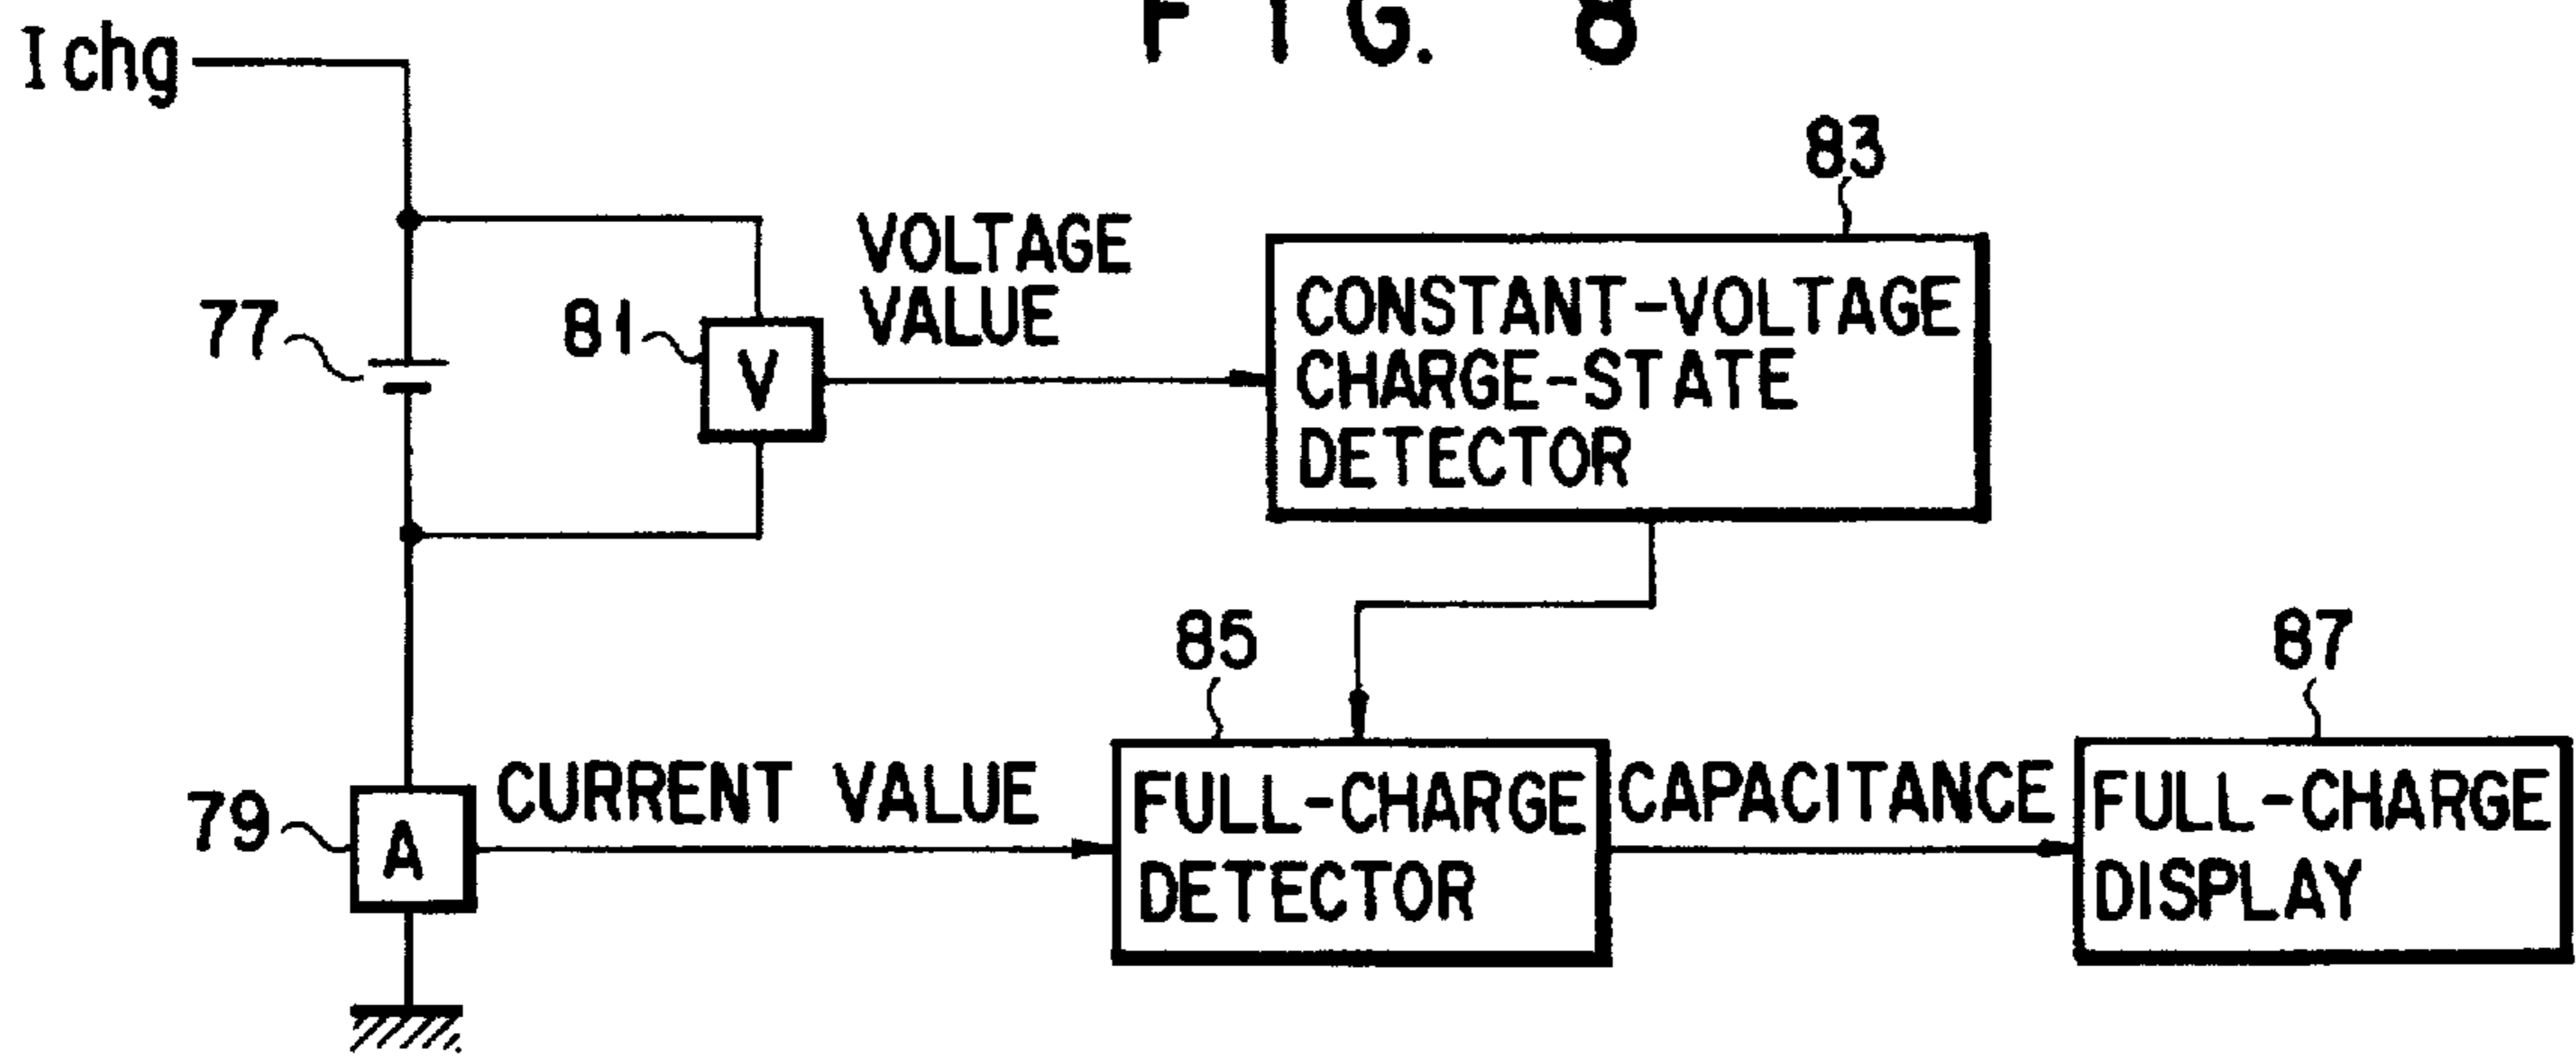 FIG. 8
I chg
83
VOLTAGE
VALUE
77
81
V
CONSTANT-VOLTAGE
CHARGE-STATE
DETECTOR
85
87
79
A
CURRENT VALUE
FULL-CHARGE
DETECTOR
CAPACITANCE
FULL-CHARGE
DISPLAY